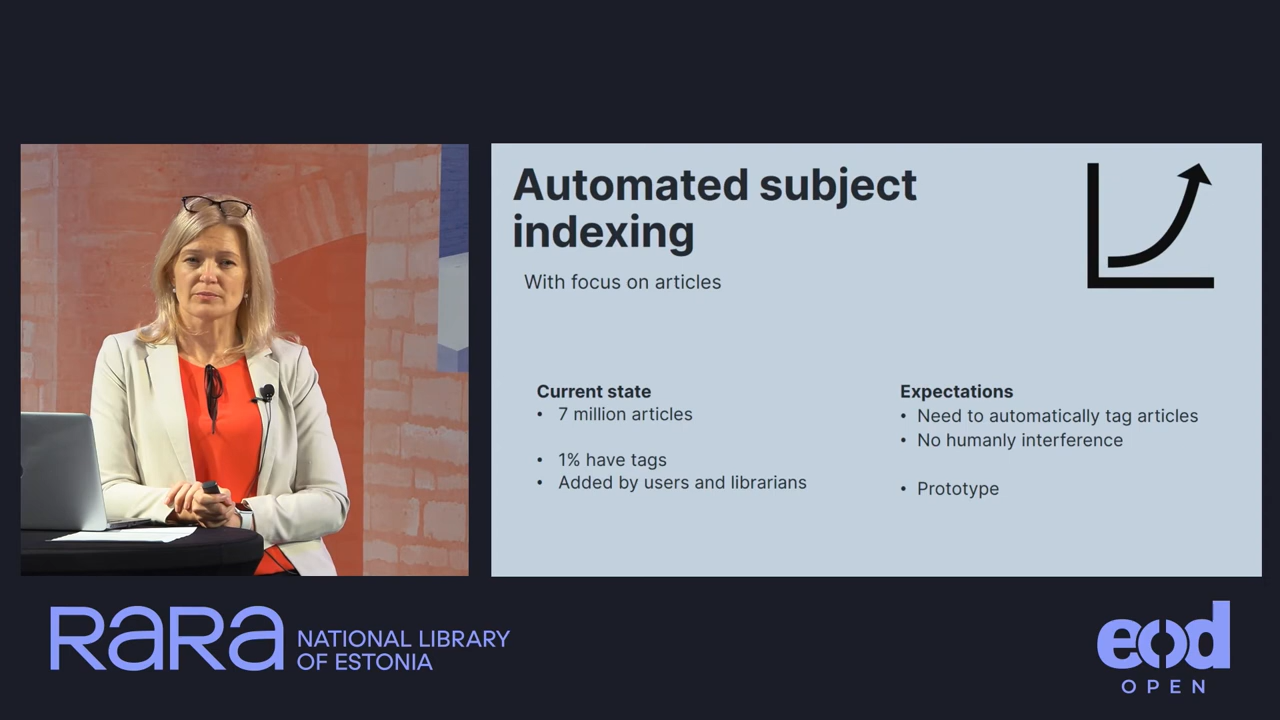 Automated subject
indexing
With focus on articles
Current state
• 7 million articles
• 1% have tags
• Added by users and librarians
Expectations
• Need to automatically tag articles
• No humanly interference
• Prototype
RaRa NATIONAL LIBRARY
OF ESTONIA
eod
OPEN